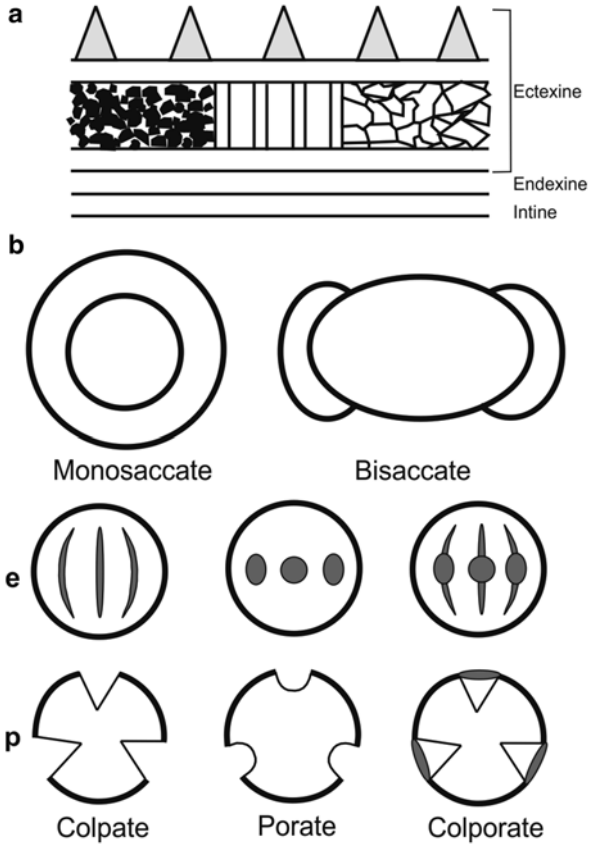 a
Ectexine
Endexine
Intine
b
Monosaccate Bisaccate
e
p
Colpate Porate Colporate